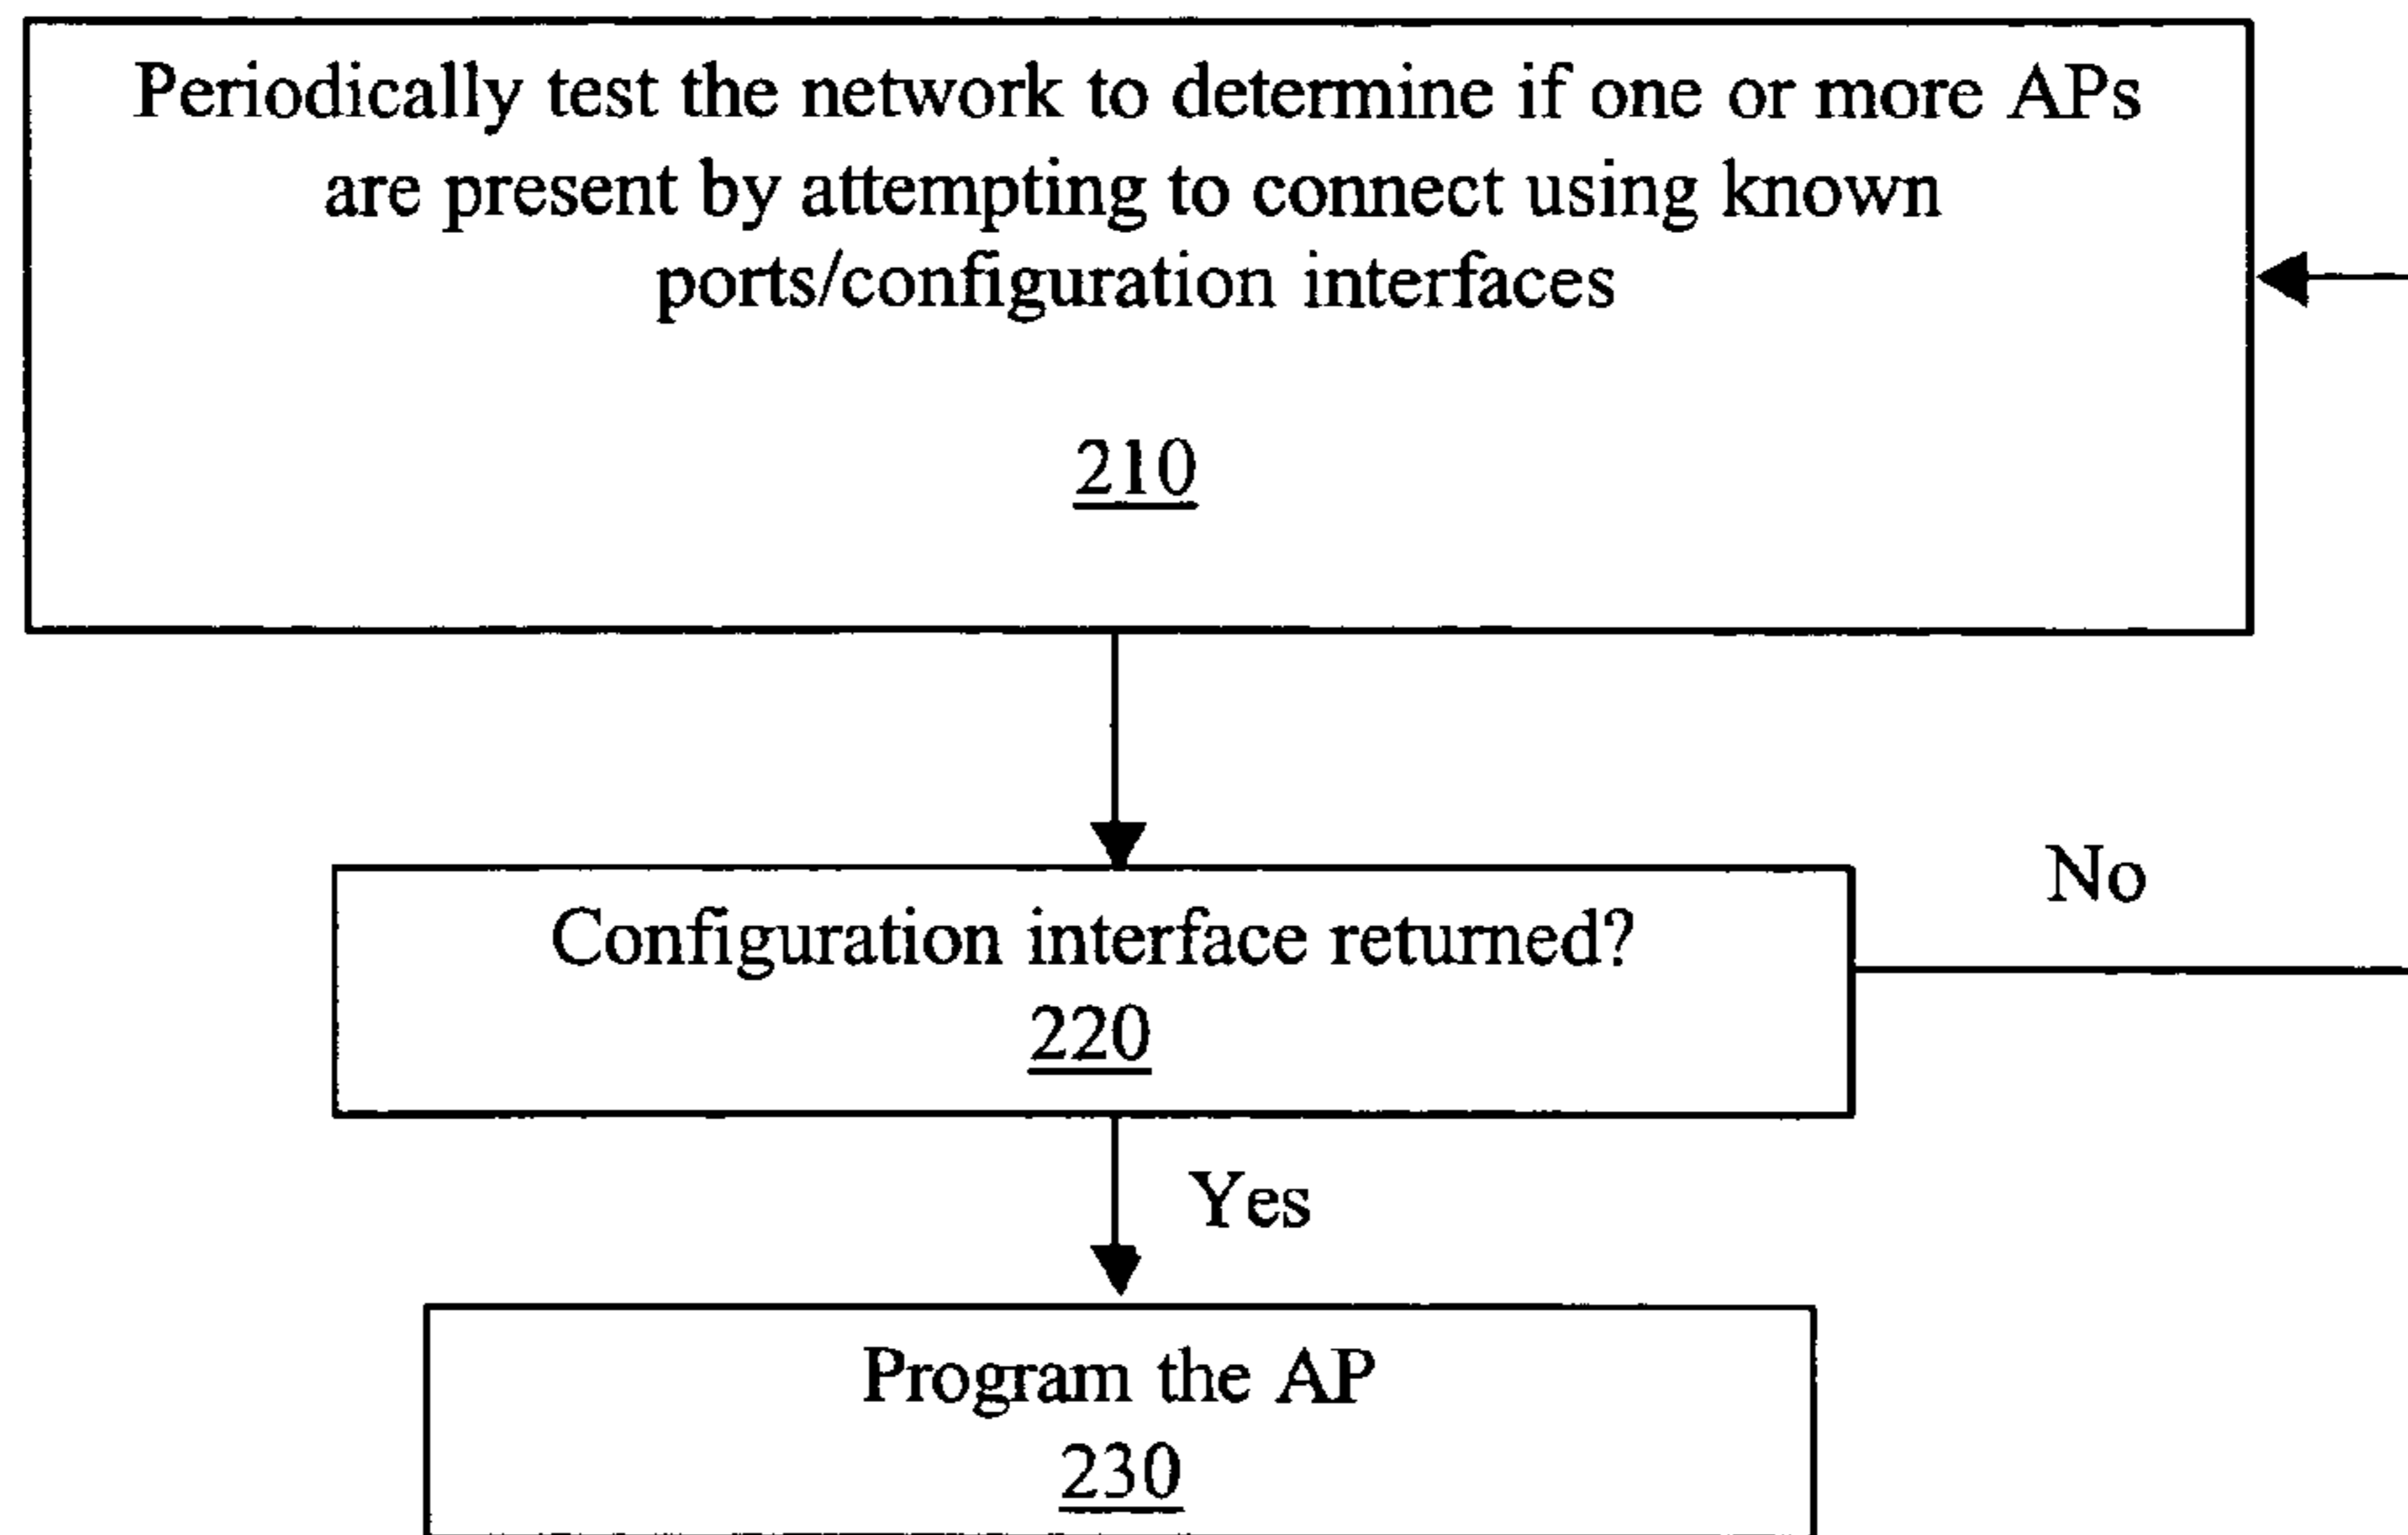 Periodically test the network to determine if one or more APs
are present by attempting to connect using known
ports/configuration interfaces
210
No
Configuration interface returned?
220
Yes
Program the AP
230